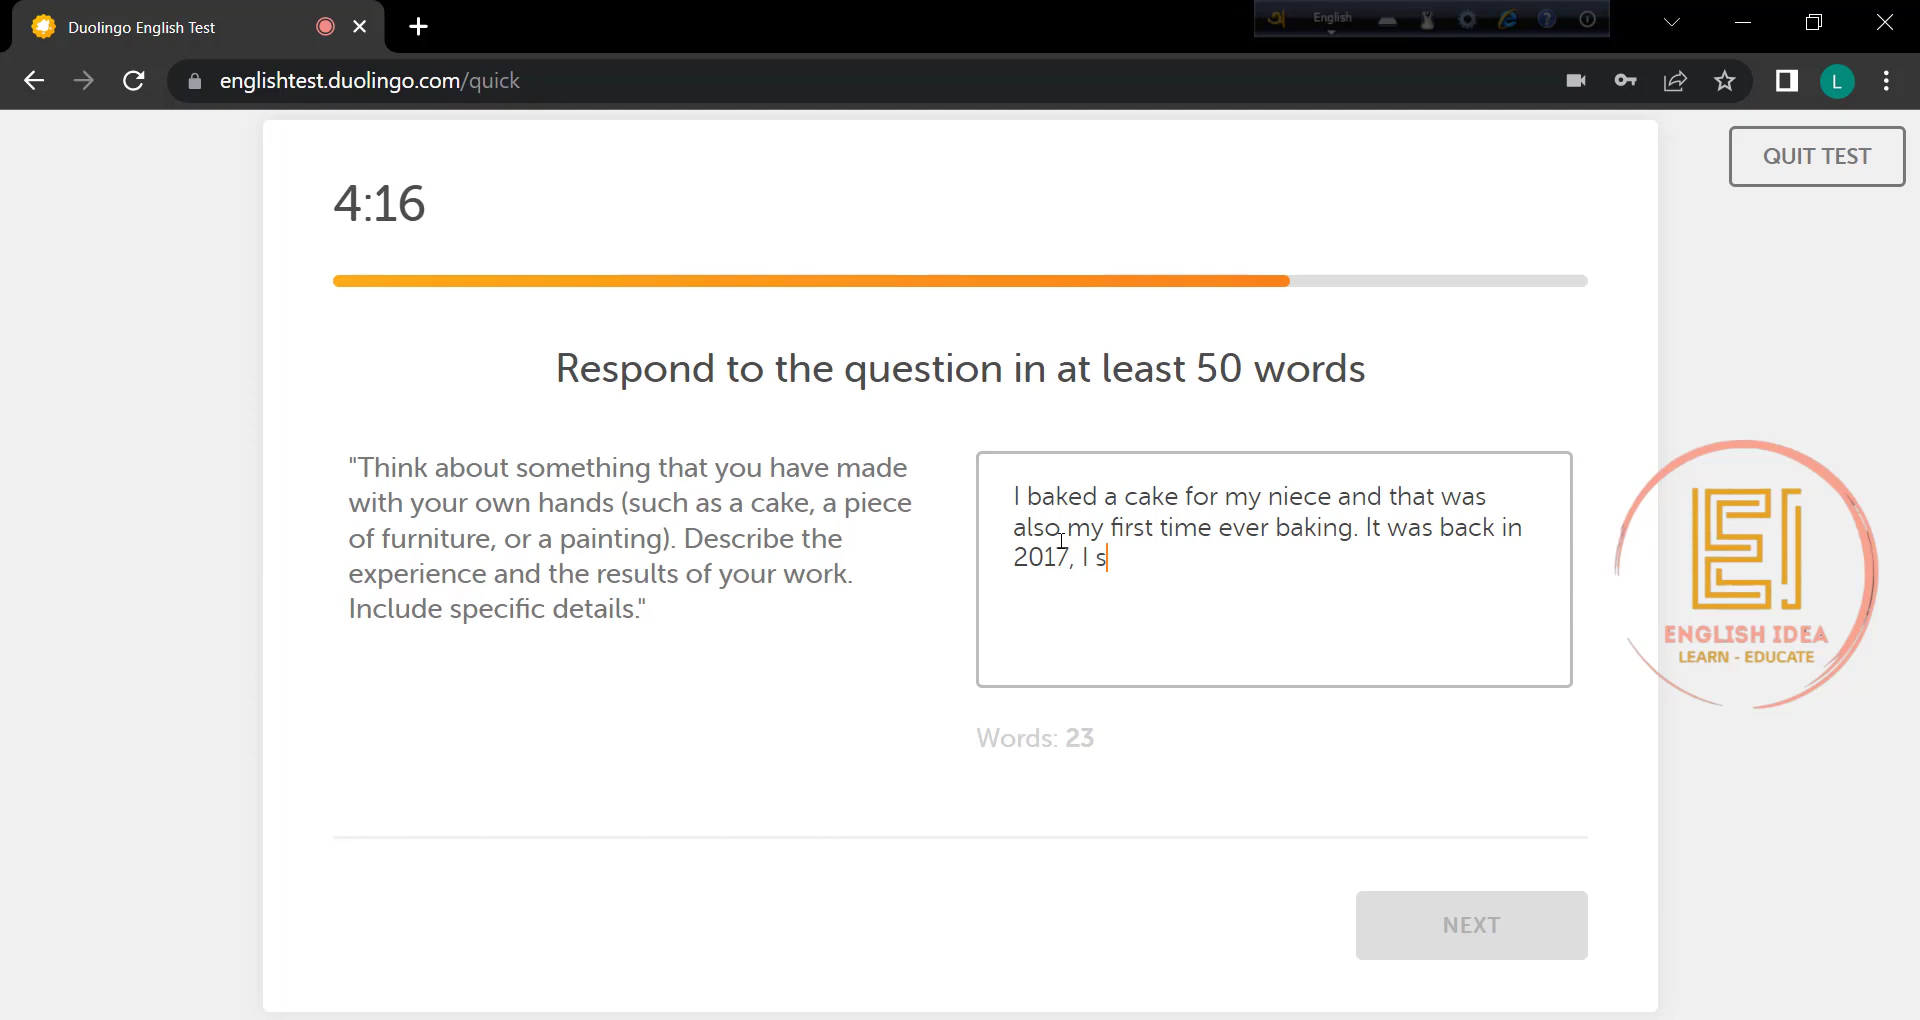 Duolingo English Test
English
englishtest.duolingo.com/quick
L
QUIT TEST
4:16
Respond to the question in at least 50 words
"Think about something that you have made
with your own hands (such as a cake, a piece
of furniture, or a painting). Describe the
experience and the results of your work.
Include specific details."
I baked a cake for my niece and that was
also my first time ever baking. It was back in
2017, I s
Words: 23
ENGLISH IDEA
LEARN - EDUCATE
NEXT